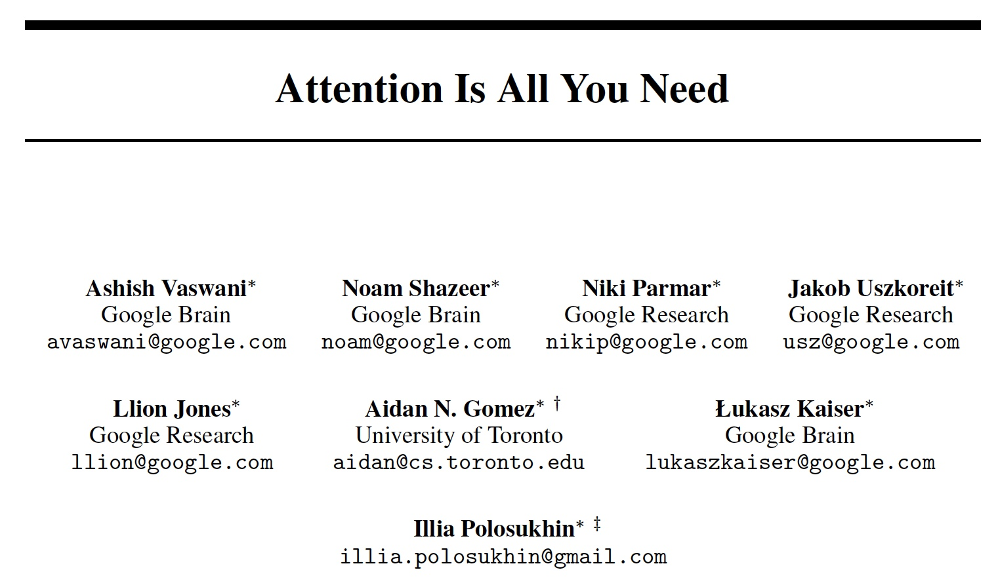 Attention Is All You Need
Ashish Vaswani∗ Noam Shazeer∗ Niki Parmar∗ Jakob Uszkoreit∗
Google Brain Google Brain Google Research Google Research
avaswani@google.com noam@google.com nikip@google.com usz@google.com
Llion Jones∗ Aidan N. Gomez∗ † Łukasz Kaiser∗
Google Research University of Toronto Google Brain
llion@google.com aidan@cs.toronto.edu lukaszkaiser@google.com
Illia Polosukhin∗ ‡
illia.polosukhin@gmail.com